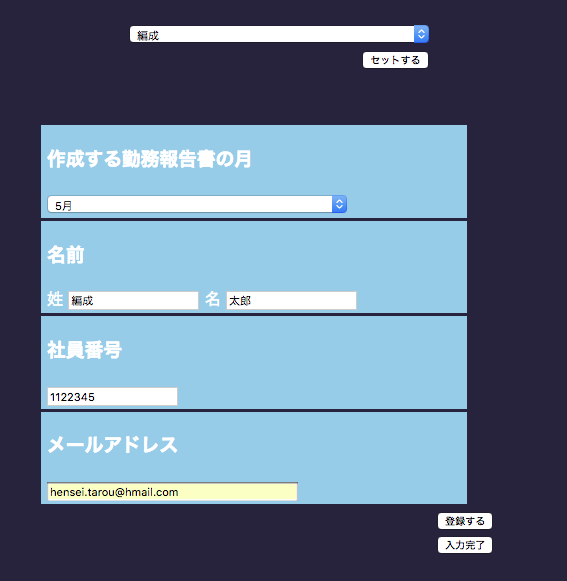 編成
セットする
作成する勤務報告書の月
5月
名前
姓 編成 名 太郎
社員番号
1122345
メールアドレス
hensei.tarou@hmail.com
登録する
入力完了